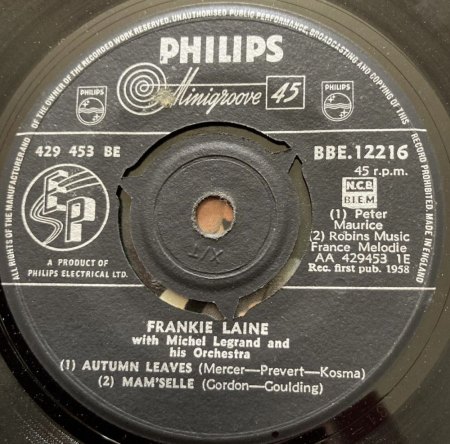 ALL RIGHTS OF THE MANUFACTURER AND OF THE OWNER OF THE RECORDED WORK RESERVED. UNAUTHORISED PUBLIC PERFORMANCE, BROADCASTING AND COPYING OF THIS RECORD PROHIBITED. MADE IN ENGLAND
PHILIPS
Minigroove 45
PHILIPS
PHILIPS
429 453 BE
BBE.12216
45 r.p.m.
EP
N.C.B.
B.I.E.M.
(1) Peter
Maurice
(2) Robins Music
France Melodie
AA 429453 1E
Rec. first pub. 1958
A PRODUCT OF
PHILIPS ELECTRICAL LTD.
FRANKIE LAINE
with Michel Legrand and
his Orchestra
(1) AUTUMN LEAVES (Mercer—Prevert—Kosma)
(2) MAM'SELLE (Gordon—Goulding)